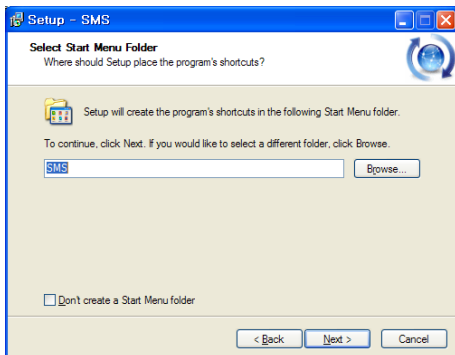 Setup - SMS
Select Start Menu Folder
Where should Setup place the program's shortcuts?
Setup will create the program's shortcuts in the following Start Menu folder.
To continue, click Next. If you would like to select a different folder, click Browse.
SMS
Browse...
Don't create a Start Menu folder
< Back
Next >
Cancel